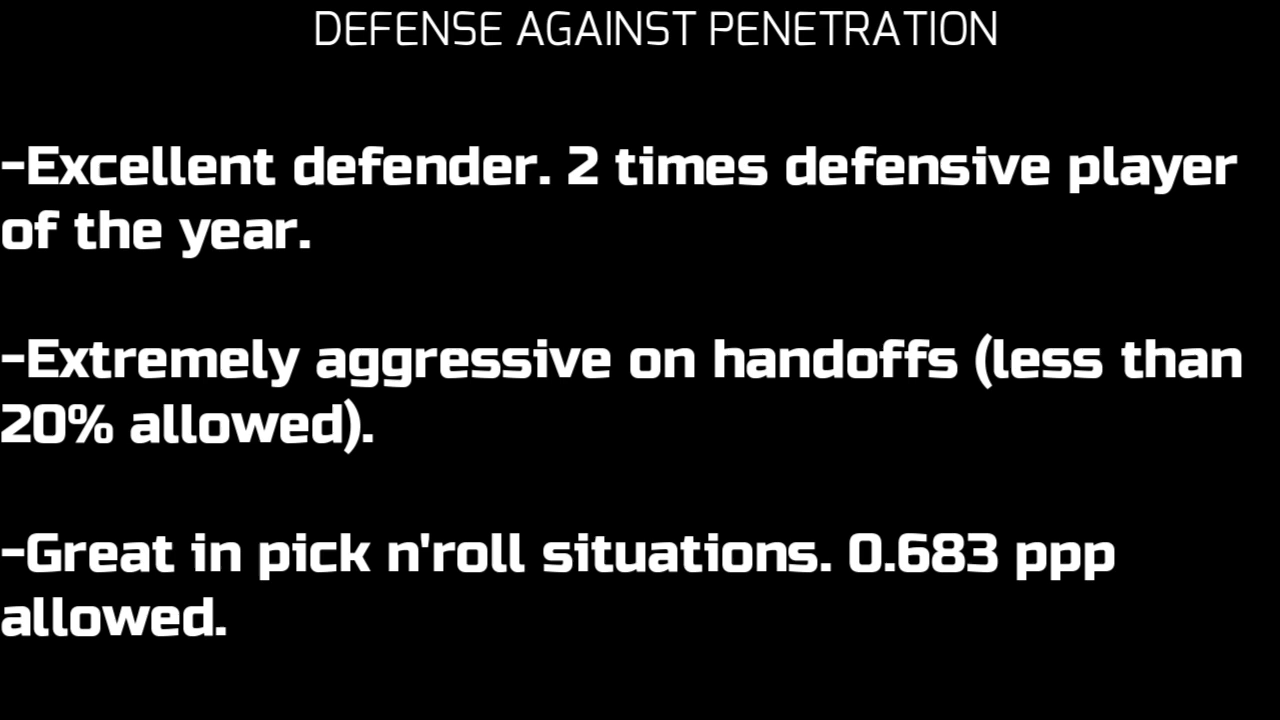 DEFENSE AGAINST PENETRATION
-Excellent defender. 2 times defensive player
of the year.
-Extremely aggressive on handoffs (less than
20% allowed).
-Great in pick n'roll situations. 0.683 ppp
allowed.